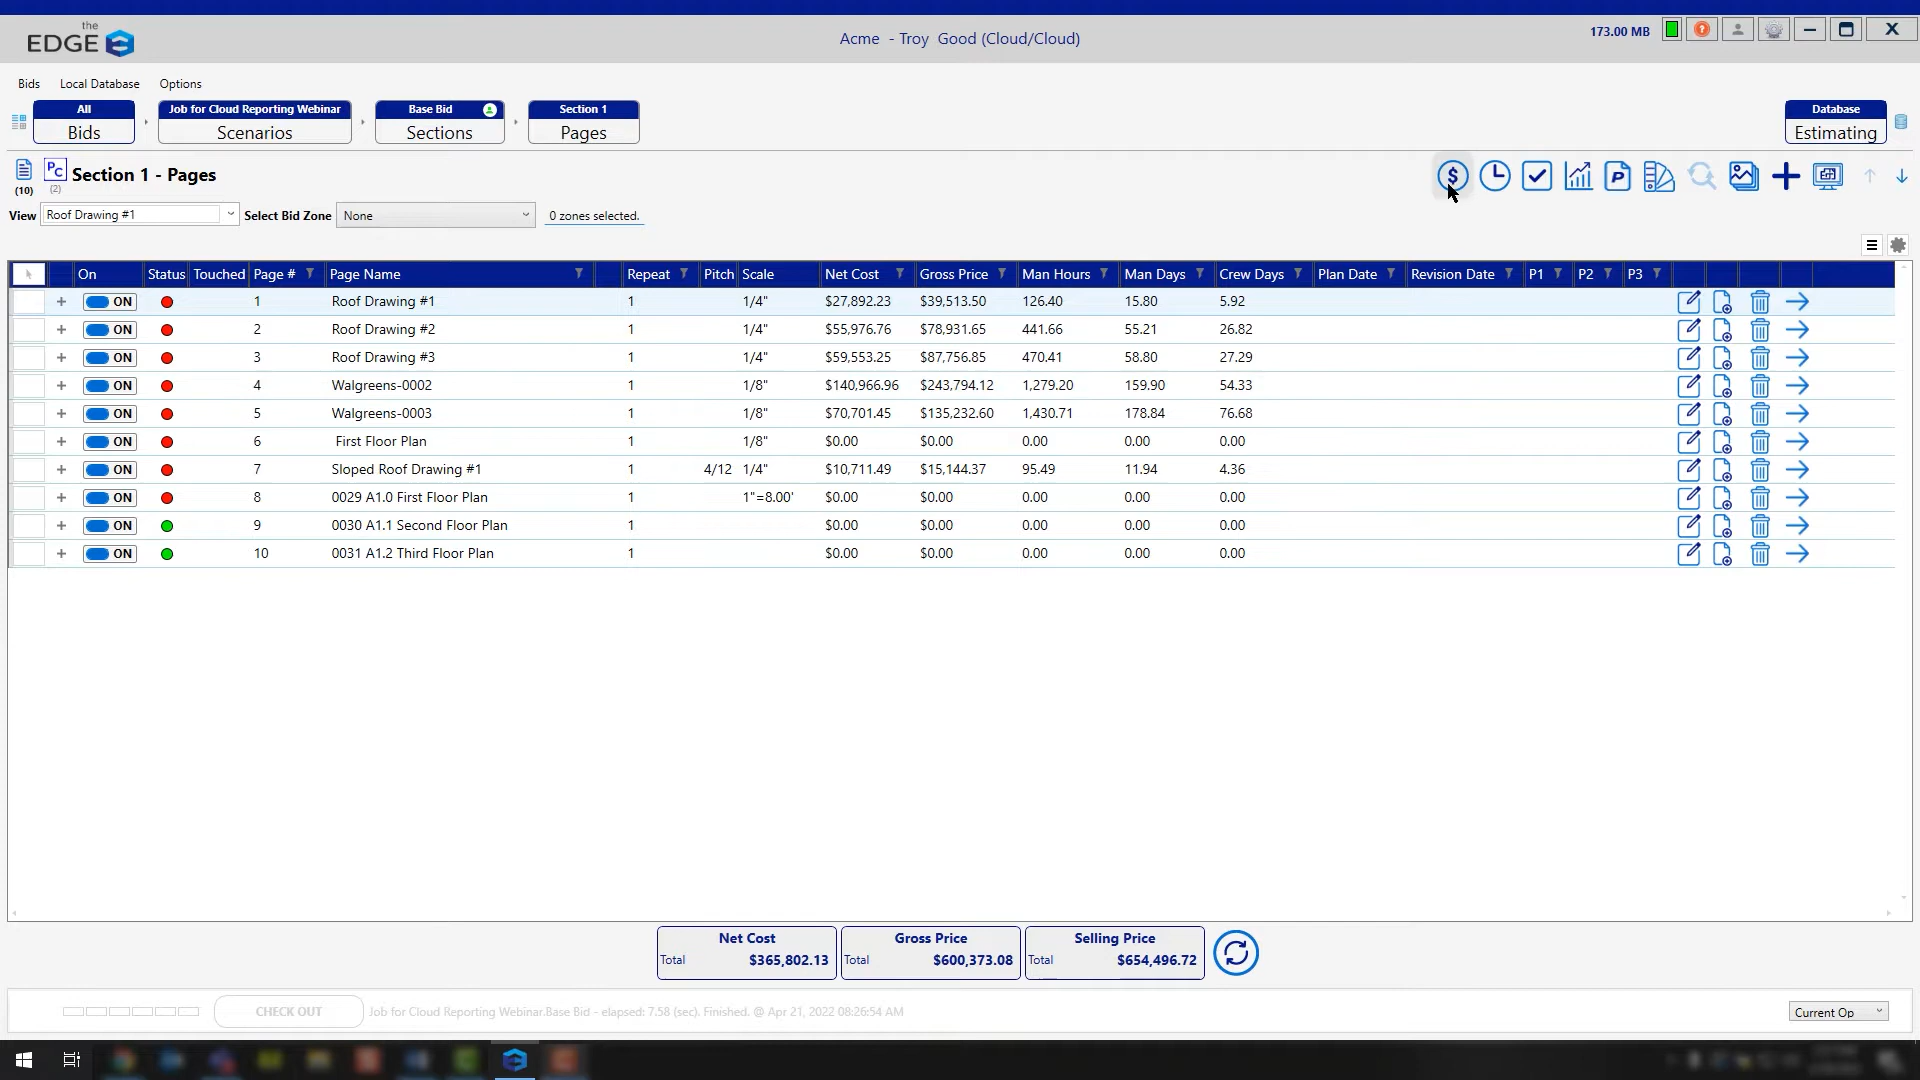 the
EDGE
Acme - Troy Good (Cloud/Cloud)
173.00 MB
Bids Local Database Options
All
Bids
Job for Cloud Reporting Webinar
Scenarios
Base Bid
Sections
Section 1
Pages
Database
Estimating
(10)
PC
(2)
Section 1 - Pages
View Roof Drawing #1 Select Bid Zone None 0 zones selected.
On Status Touched Page # Page Name Repeat Pitch Scale Net Cost Gross Price Man Hours Man Days Crew Days Plan Date Revision Date P1 P2 P3
+ ON 1 Roof Drawing #1 1 1/4" $27,892.23 $39,513.50 126.40 15.80 5.92
+ ON 2 Roof Drawing #2 1 1/4" $55,976.76 $78,931.65 441.66 55.21 26.82
+ ON 3 Roof Drawing #3 1 1/4" $59,553.25 $87,756.85 470.41 58.80 27.29
+ ON 4 Walgreens-0002 1 1/8" $140,966.96 $243,794.12 1,279.20 159.90 54.33
+ ON 5 Walgreens-0003 1 1/8" $70,701.45 $135,232.60 1,430.71 178.84 76.68
+ ON 6 First Floor Plan 1 1/8" $0.00 $0.00 0.00 0.00 0.00
+ ON 7 Sloped Roof Drawing #1 1 4/12 1/4" $10,711.49 $15,144.37 95.49 11.94 4.36
+ ON 8 0029 A1.0 First Floor Plan 1 1"=8.00' $0.00 $0.00 0.00 0.00 0.00
+ ON 9 0030 A1.1 Second Floor Plan 1 $0.00 $0.00 0.00 0.00 0.00
+ ON 10 0031 A1.2 Third Floor Plan 1 $0.00 $0.00 0.00 0.00 0.00
Net Cost
Total $365,802.13
Gross Price
Total $600,373.08
Selling Price
Total $654,496.72
CHECK OUT Job for Cloud Reporting Webinar.Base Bid - elapsed: 7.58 (sec). Finished. @ Apr 21, 2022 08:26:54 AM
Current Op